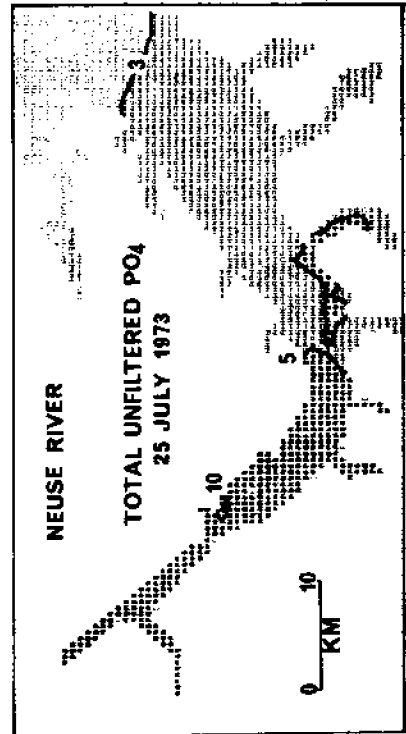 NEUSE RIVER
TOTAL UNFILTERED PO4
25 JULY 1973
3
5
10
0 10
KM